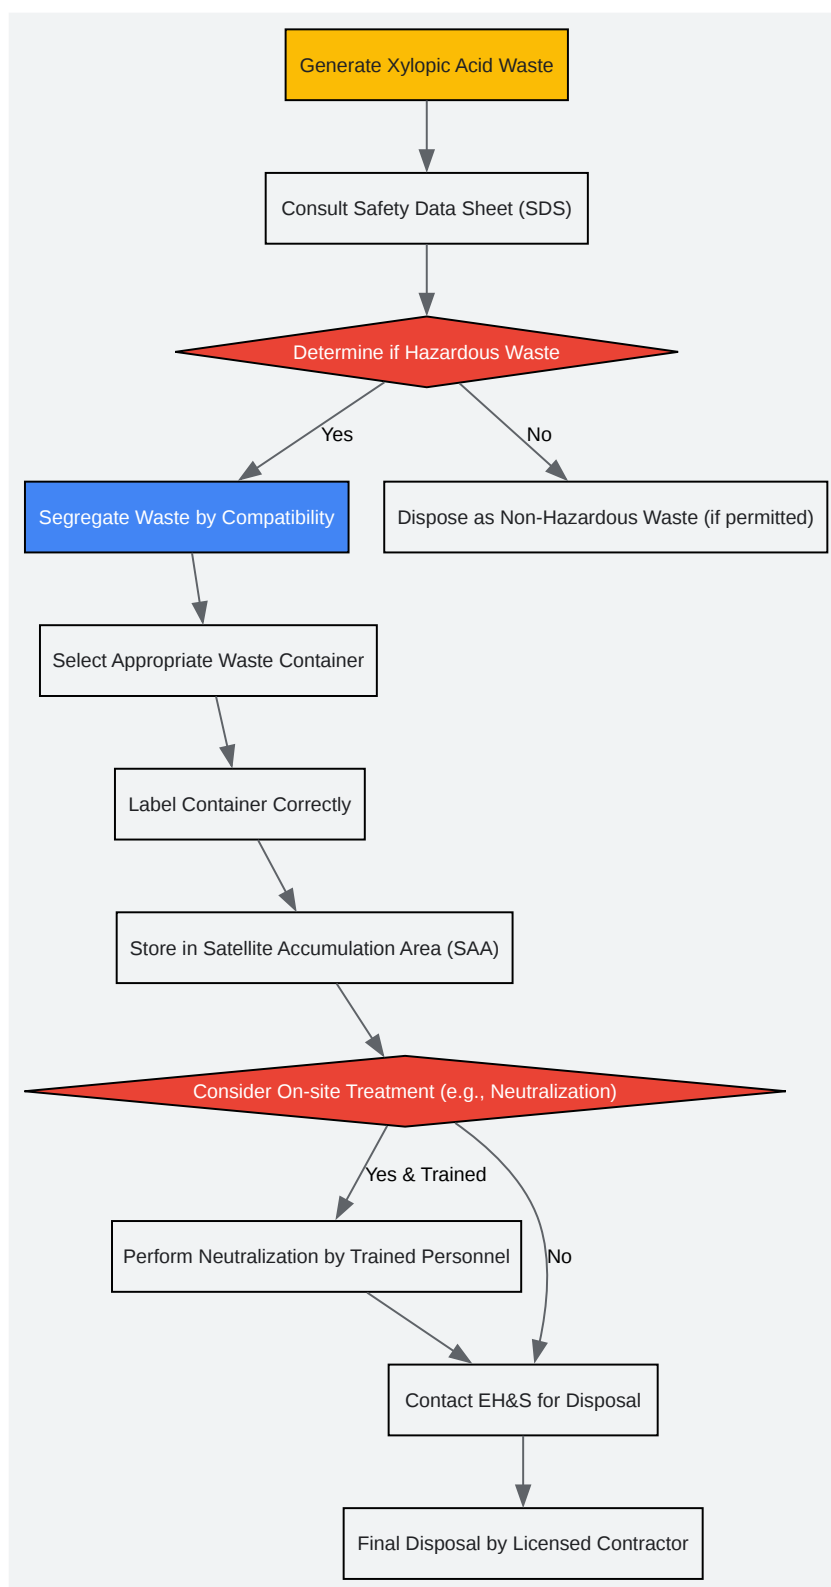 Generate Xylopic Acid Waste
Consult Safety Data Sheet (SDS)
Determine if Hazardous Waste
Yes
No
Segregate Waste by Compatibility
Dispose as Non-Hazardous Waste (if permitted)
Select Appropriate Waste Container
Label Container Correctly
Store in Satellite Accumulation Area (SAA)
Consider On-site Treatment (e.g., Neutralization)
Yes & Trained
Perform Neutralization by Trained Personnel
No
Contact EH&S for Disposal
Final Disposal by Licensed Contractor